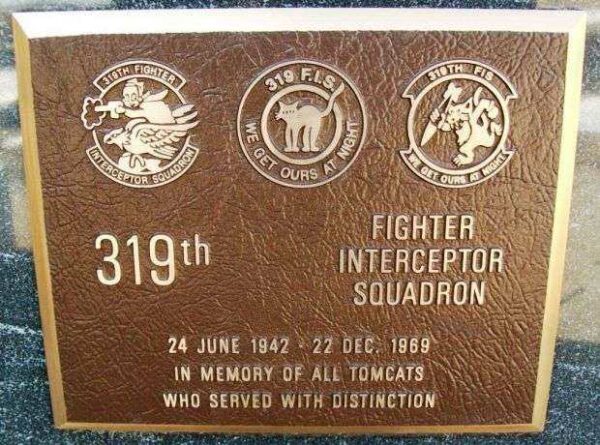 319TH FIGHTER
INTERCEPTOR SQUADRON
319 F.I.S.
WE GET OURS AT NIGHT
319TH FIS
WE GET OURS AT NIGHT
319th
FIGHTER
INTERCEPTOR
SQUADRON
24 JUNE 1942 - 22 DEC. 1969
IN MEMORY OF ALL TOMCATS
WHO SERVED WITH DISTINCTION